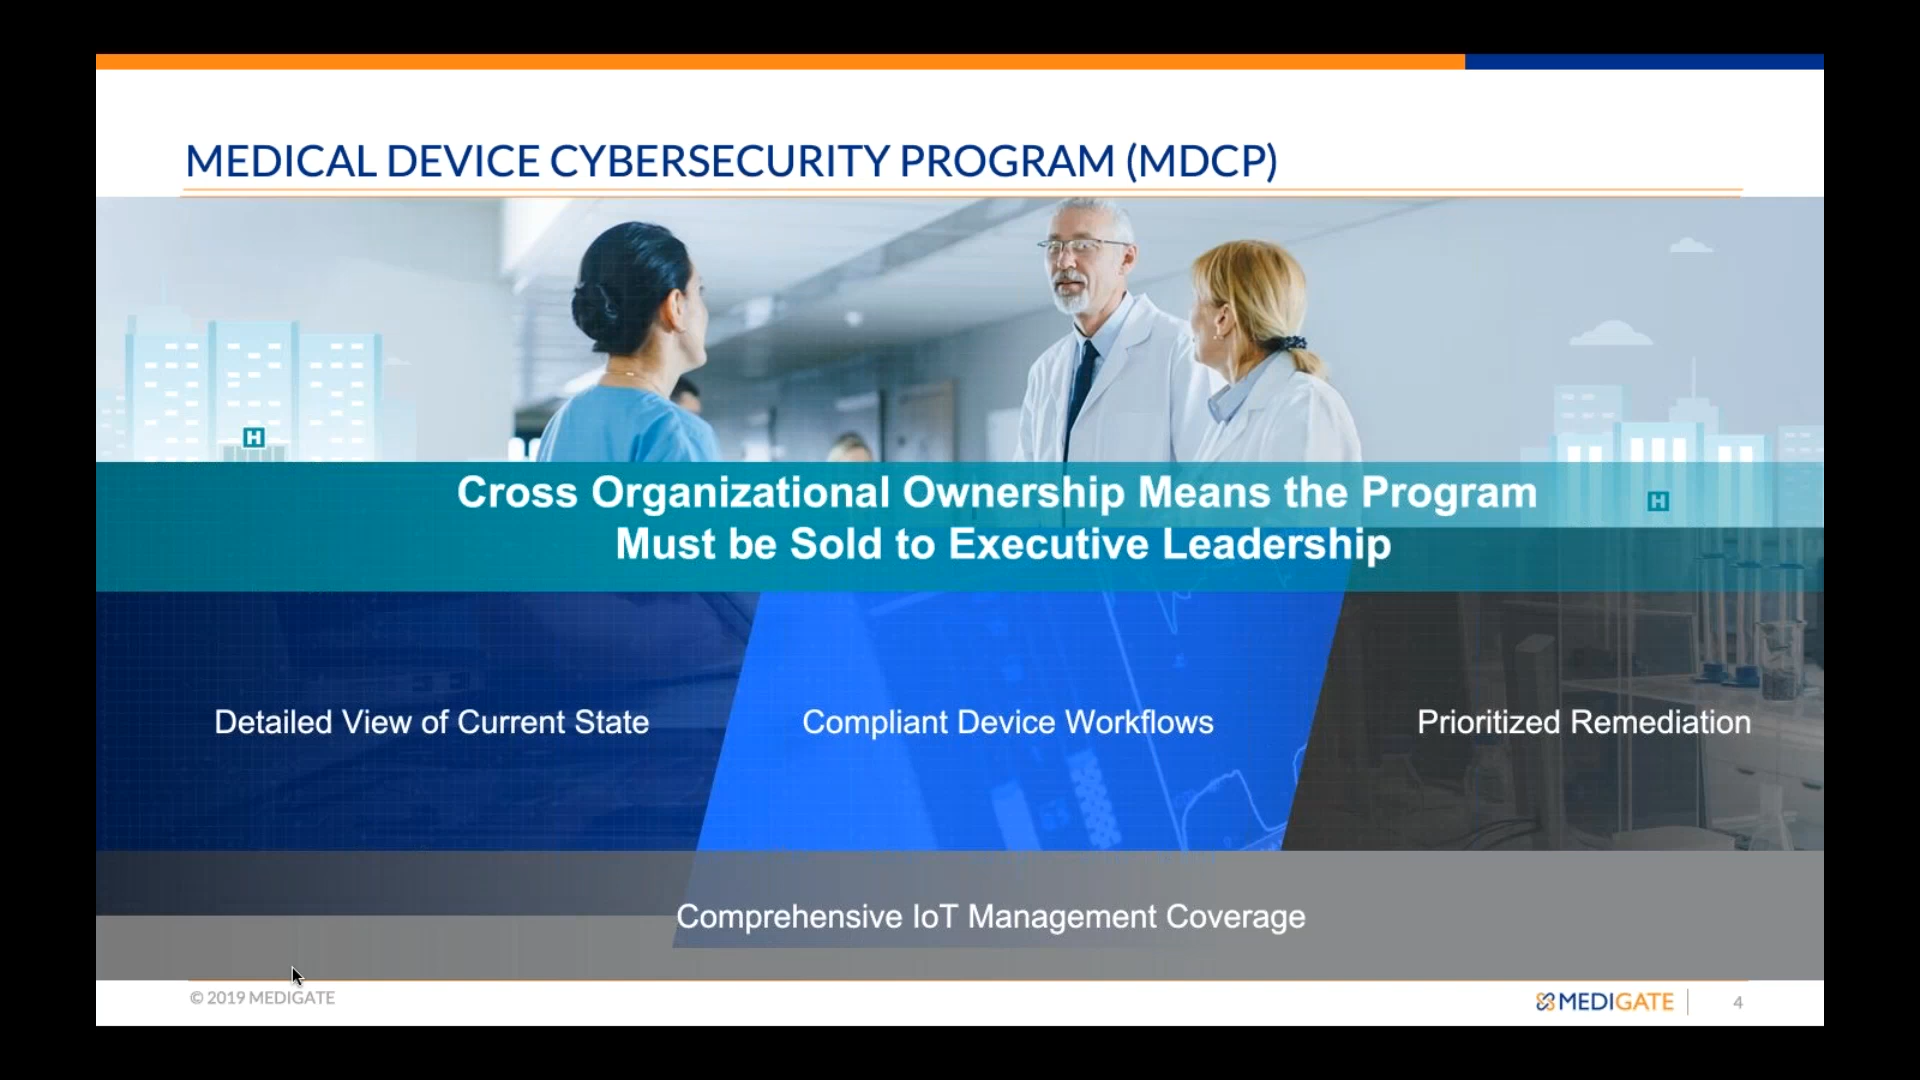 MEDICAL DEVICE CYBERSECURITY PROGRAM (MDCP)
H
H
Cross Organizational Ownership Means the Program
Must be Sold to Executive Leadership
Detailed View of Current State
Compliant Device Workflows
Prioritized Remediation
Comprehensive IoT Management Coverage
© 2019 MEDIGATE
MEDIGATE
4